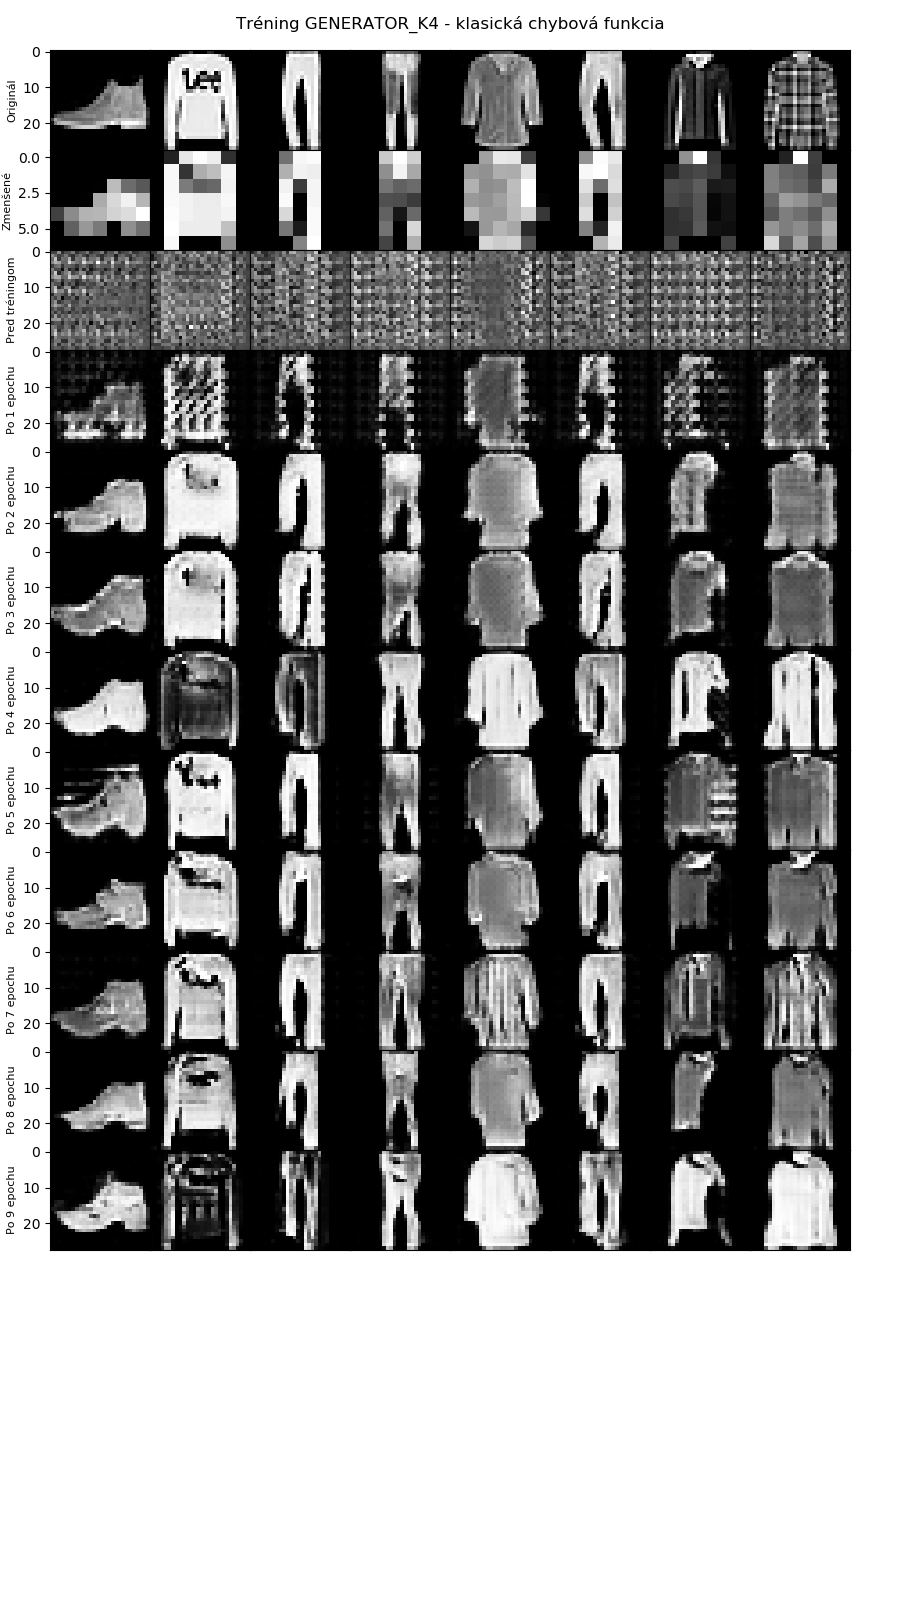 Tréning GENERATOR_K4 - klasická chybová funkcia
Originál
0
10
20
Lee
Zmenšené
0.0
2.5
5.0
Pred tréningom
0
10
20
Po 1 epochu
0
10
20
Po 2 epochu
0
10
20
Po 3 epochu
0
10
20
Po 4 epochu
0
10
20
Po 5 epochu
0
10
20
Po 6 epochu
0
10
20
Po 7 epochu
0
10
20
Po 8 epochu
0
10
20
Po 9 epochu
0
10
20